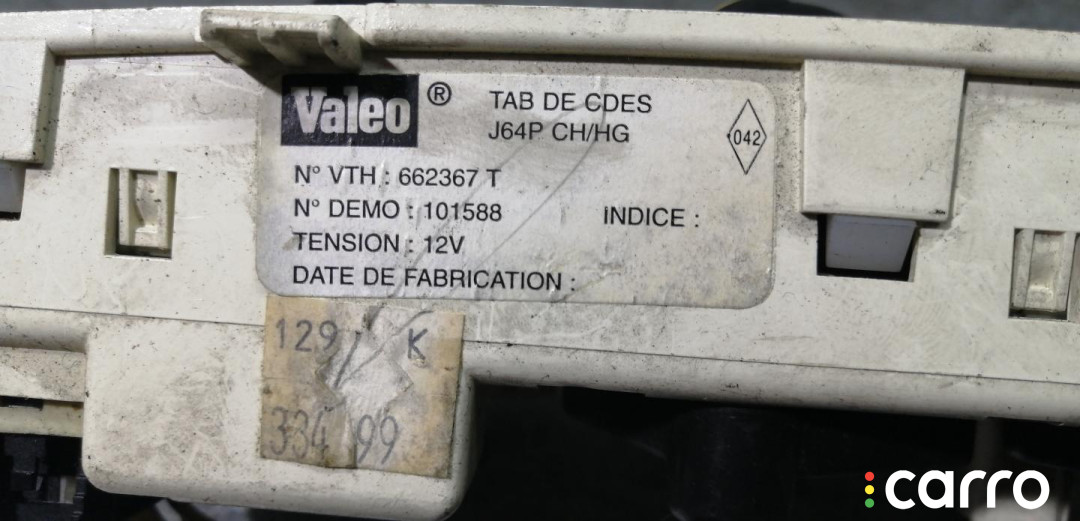 Valeo ®
TAB DE CDES
J64P CH/HG
042
N° VTH : 662367 T
N° DEMO : 101588 INDICE :
TENSION : 12V
DATE DE FABRICATION :
129 K
334 99
carro